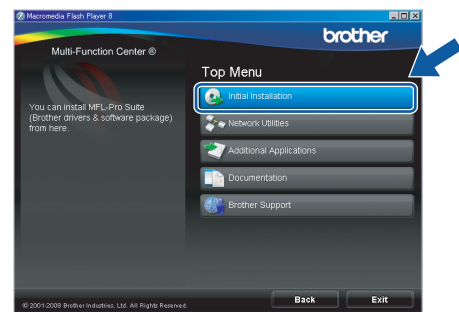 Macromedia Flash Player 8
brother
Multi-Function Center ®
Top Menu
You can install MFL-Pro Suite
(Brother drivers & software package)
from here.
Initial Installation
Network Utilities
Additional Applications
Documentation
Brother Support
© 2001-2008 Brother Industries, Ltd. All Rights Reserved.
Back
Exit